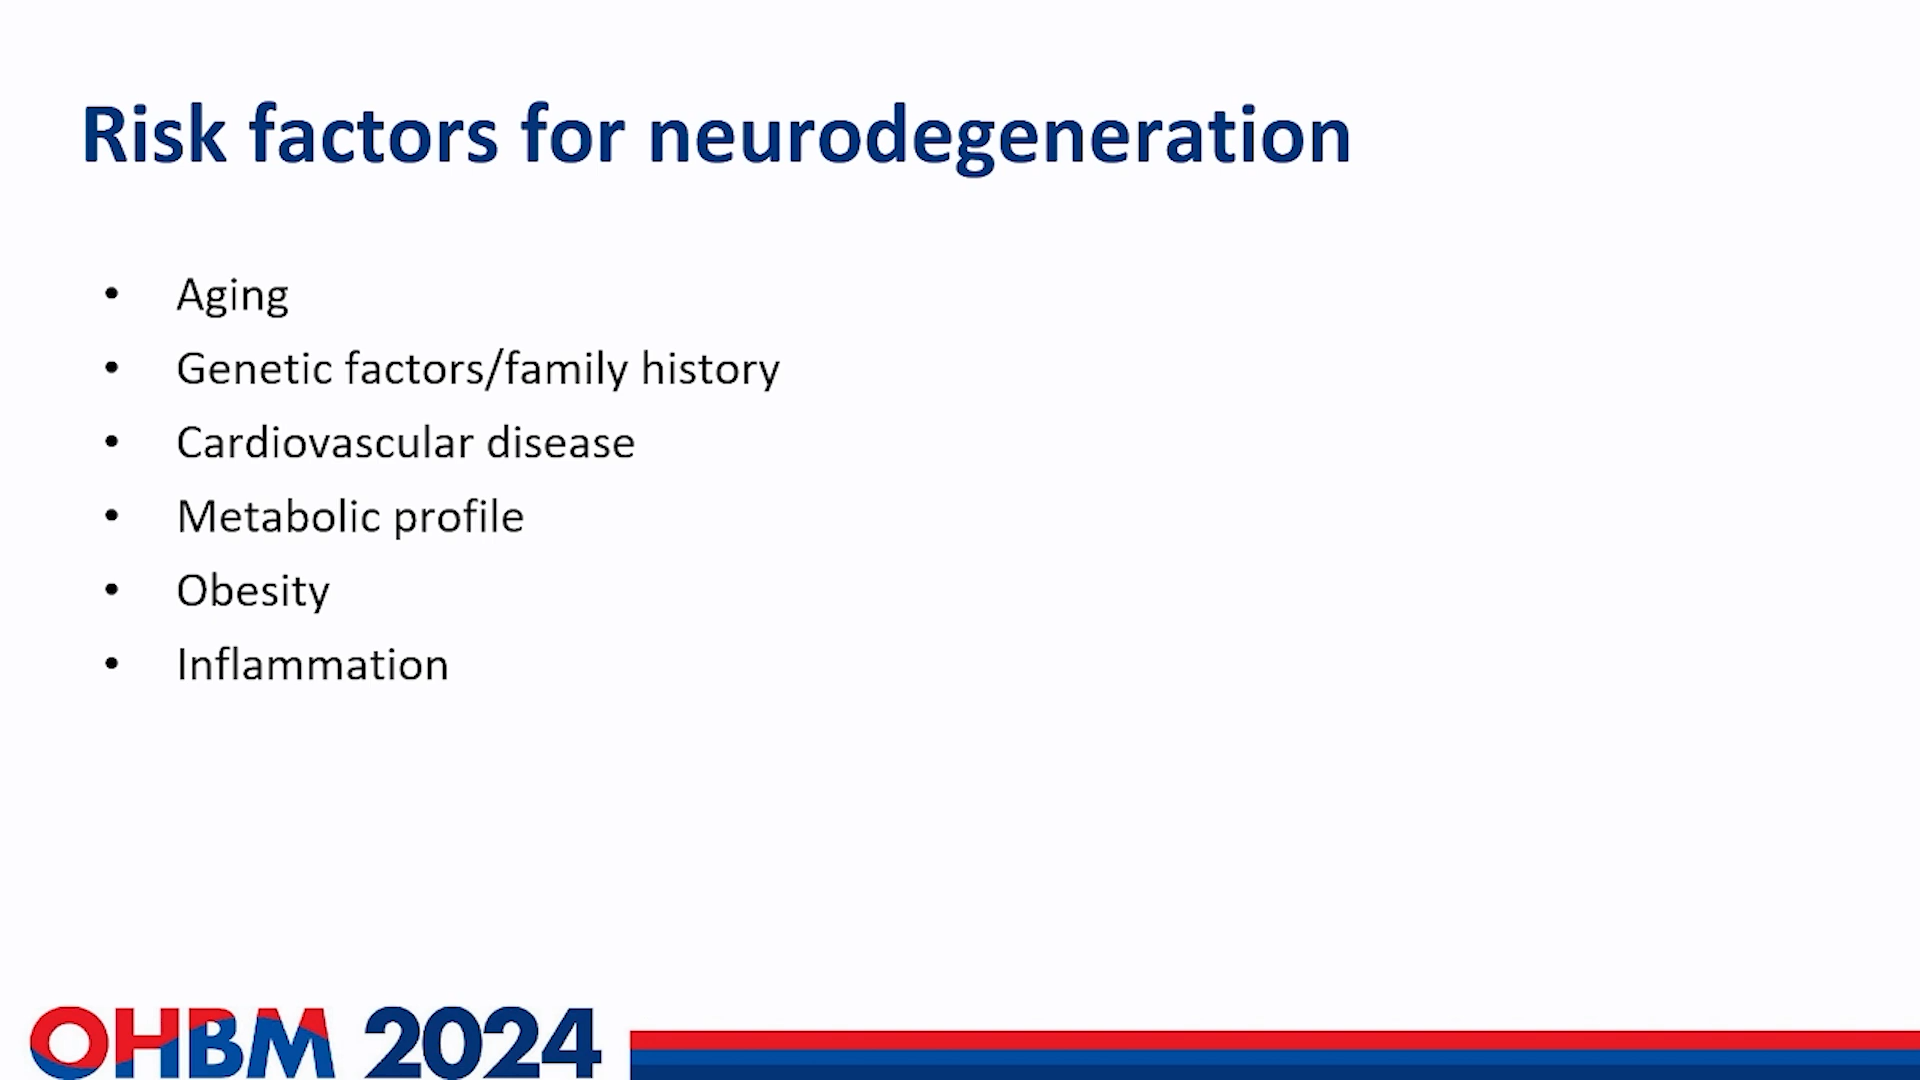 Risk factors for neurodegeneration
• Aging
• Genetic factors/family history
• Cardiovascular disease
• Metabolic profile
• Obesity
• Inflammation
OHBM 2024